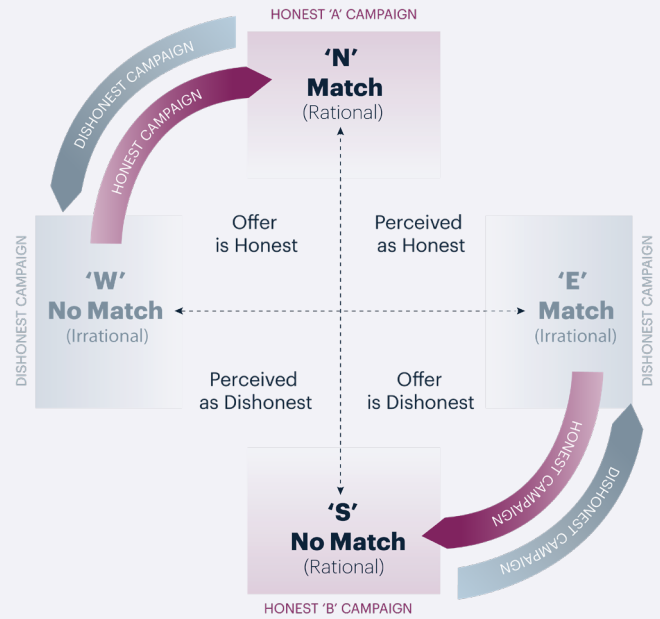 HONEST 'A' CAMPAIGN
'N'
Match
(Rational)
DISHONEST CAMPAIGN
HONEST CAMPAIGN
Offer
is Honest
Perceived
as Honest
DISHONEST CAMPAIGN
'W'
No Match
(Irrational)
'E'
Match
(Irrational)
DISHONEST CAMPAIGN
Perceived
as Dishonest
Offer
is Dishonest
HONEST CAMPAIGN
DISHONEST CAMPAIGN
'S'
No Match
(Rational)
HONEST 'B' CAMPAIGN